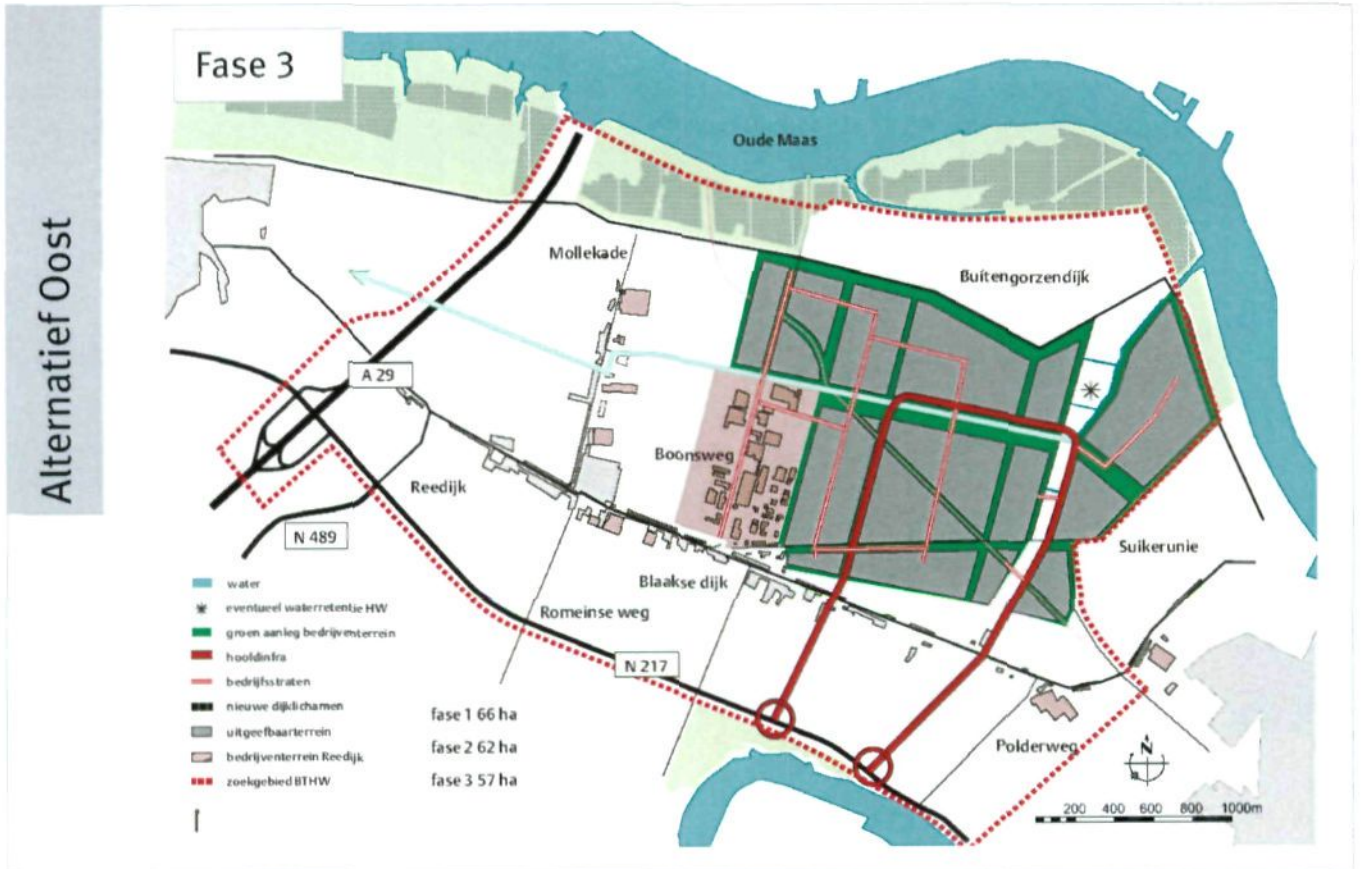 Alternatief Oost
Fase 3
Oude Maas
Mollekade
Buitengorzendijk
A 29
Boonsweg
Reedijk
N 489
Suikerunie
Blaakse dijk
Romeinse weg
N 217
Polderweg
water
eventueel waterretentie HW
groen aanleg bedrijventerrein
hoofdinfra
bedrijfsstraten
nieuwe dijklichamen
uitgeefbaarterrein
bedrijventerrein Reedijk
zoekgebied BTHW
fase 1 66 ha
fase 2 62 ha
fase 3 57 ha
N
200 400 600 800 1000m